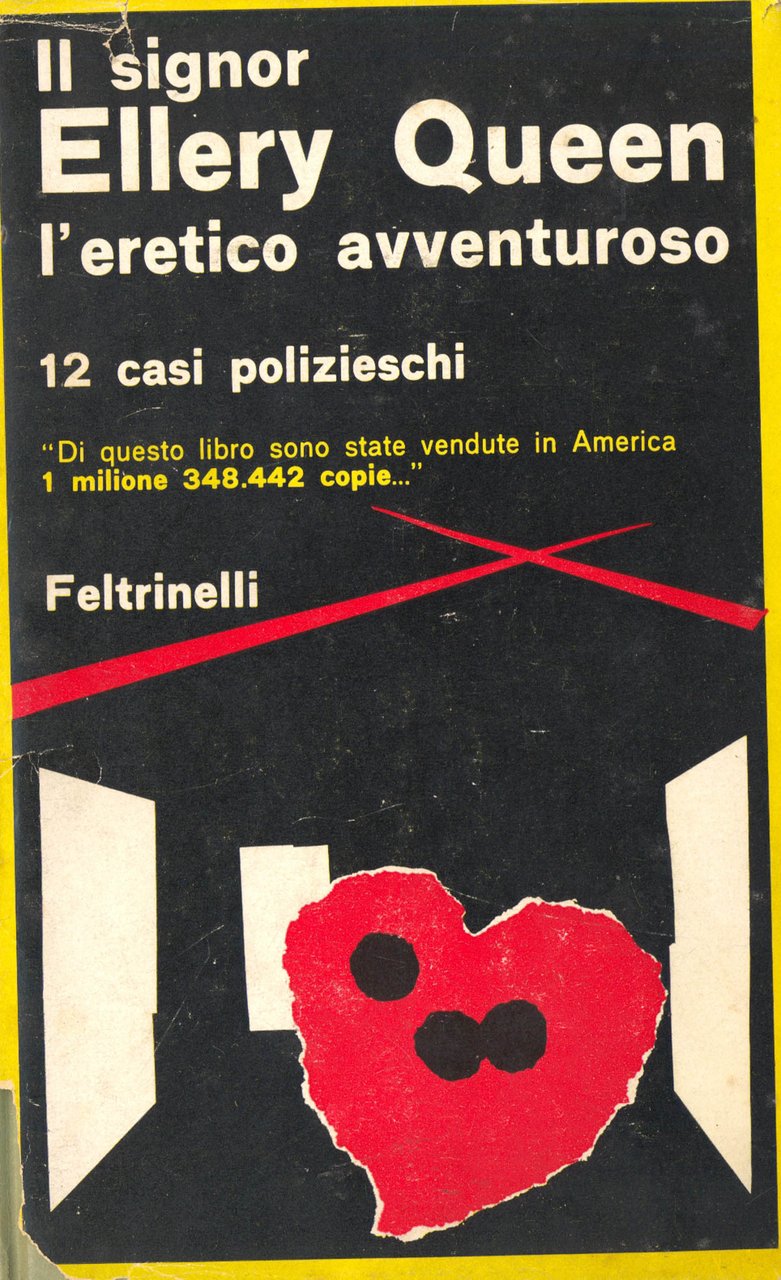 Il signor
Ellery Queen
l'eretico avventuroso
12 casi polizieschi
"Di questo libro sono state vendute in America
1 milione 348.442 copie..."
Feltrinelli